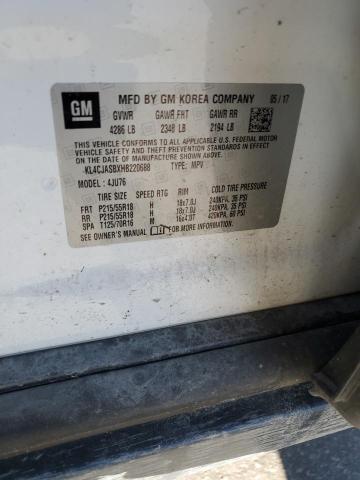 GM
MFD BY GM KOREA COMPANY 05/17
GVWR GAWR FRT GAWR RR
4286 LB 2348 LB 2194 LB
THIS VEHICLE CONFORMS TO ALL APPLICABLE U.S. FEDERAL MOTOR
VEHICLE SAFETY, BUMPER, AND THEFT PREVENTION STANDARDS
IN EFFECT ON THE DATE OF MANUFACTURE SHOWN ABOVE.
KL4CJASBXHB220688 TYPE: MPV
MODEL: 4JU76
TIRE SIZE SPEED RTG RIM COLD TIRE PRESSURE
FRT P215/55R18 H 18x7.0J 240KPA, 35 PSI
RR P215/55R18 H 18x7.0J 240KPA, 35 PSI
SPA T125/70R16 M 16x4.0T 420KPA, 60 PSI
SEE OWNER'S MANUAL FOR ADDITIONAL INFORMATION.